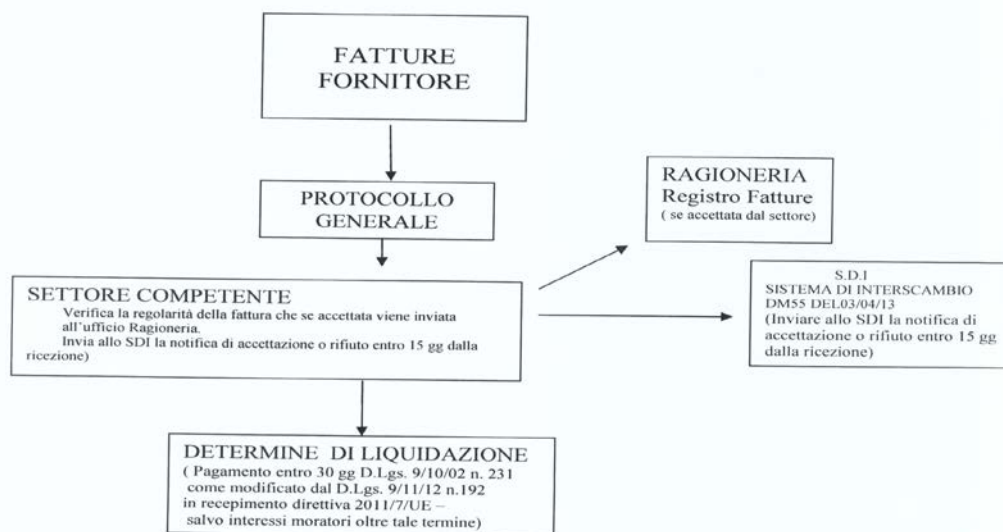 FATTURE
FORNITORE
PROTOCOLLO
GENERALE
RAGIONERIA
Registro Fatture
( se accettata dal settore)
SETTORE COMPETENTE
Verifica la regolarità della fattura che se accettata viene inviata
all'ufficio Ragioneria.
Invia allo SDI la notifica di accettazione o rifiuto entro 15 gg dalla
ricezione)
S.D.I
SISTEMA DI INTERSCAMBIO
DM55 DEL03/04/13
(Inviare allo SDI la notifica di
accettazione o rifiuto entro 15 gg
dalla ricezione)
DETERMINE DI LIQUIDAZIONE
( Pagamento entro 30 gg D.Lgs. 9/10/02 n. 231
come modificato dal D.Lgs. 9/11/12 n.192
in recepimento direttiva 2011/7/UE –
salvo interessi moratori oltre tale termine)